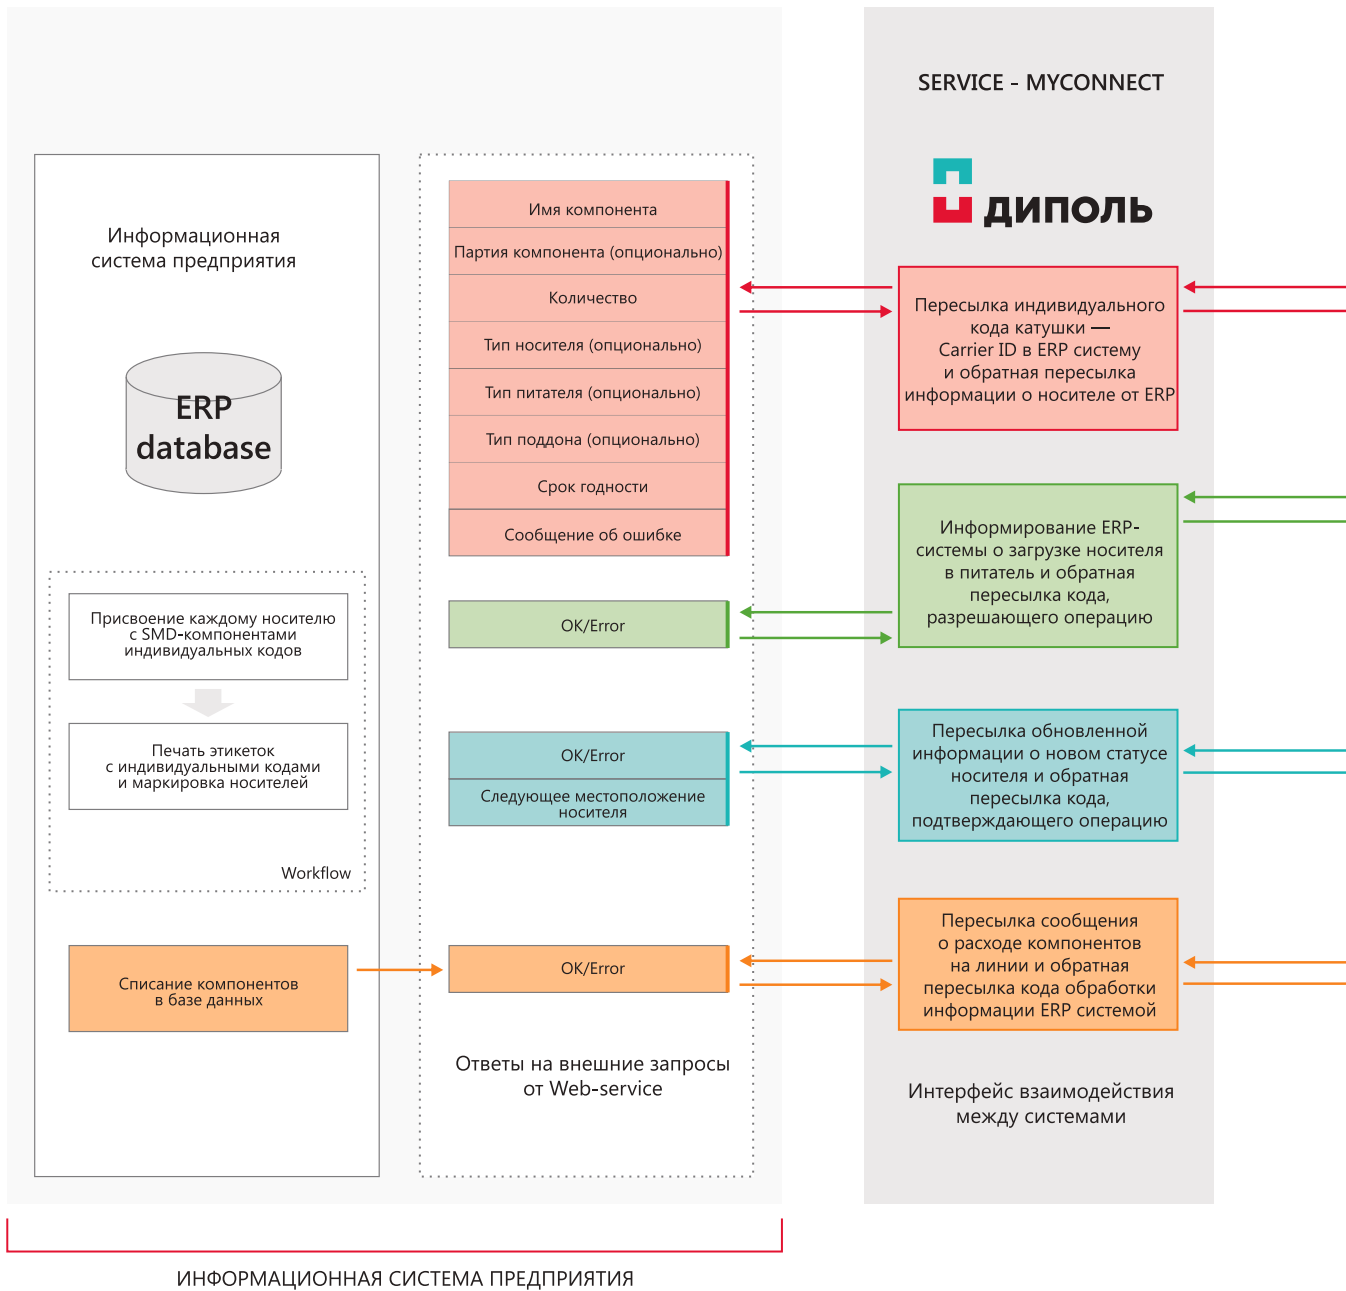 Информационная
система предприятия
ERP
database
Присвоение каждому носителю
с SMD-компонентами
индивидуальных кодов
Печать этикеток
с индивидуальными кодами
и маркировка носителей
Workflow
Списание компонентов
в базе данных
Имя компонента
Партия компонента (опционально)
Количество
Тип носителя (опционально)
Тип питателя (опционально)
Тип поддона (опционально)
Срок годности
Сообщение об ошибке
OK/Error
OK/Error
Следующее местоположение
носителя
OK/Error
Ответы на внешние запросы
от Web-service
SERVICE - MYCONNECT
ДИПОЛЬ
Пересылка индивидуального
кода катушки —
Carrier ID в ERP систему
и обратная пересылка
информации о носителе от ERP
Информирование ERP-
системы о загрузке носителя
в питатель и обратная
пересылка кода,
разрешающего операцию
Пересылка обновленной
информации о новом статусе
носителя и обратная
пересылка кода,
подтверждающего операцию
Пересылка сообщения
о расходе компонентов
на линии и обратная
пересылка кода обработки
информации ERP системой
Интерфейс взаимодействия
между системами
ИНФОРМАЦИОННАЯ СИСТЕМА ПРЕДПРИЯТИЯ